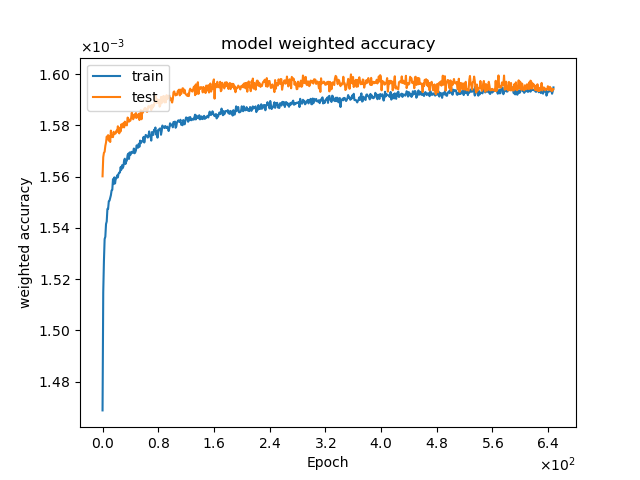 model weighted accuracy
×10⁻³
1.60
1.58
1.56
1.54
1.52
1.50
1.48
weighted accuracy
train
test
0.0 0.8 1.6 2.4 3.2 4.0 4.8 5.6 6.4
Epoch
×10²